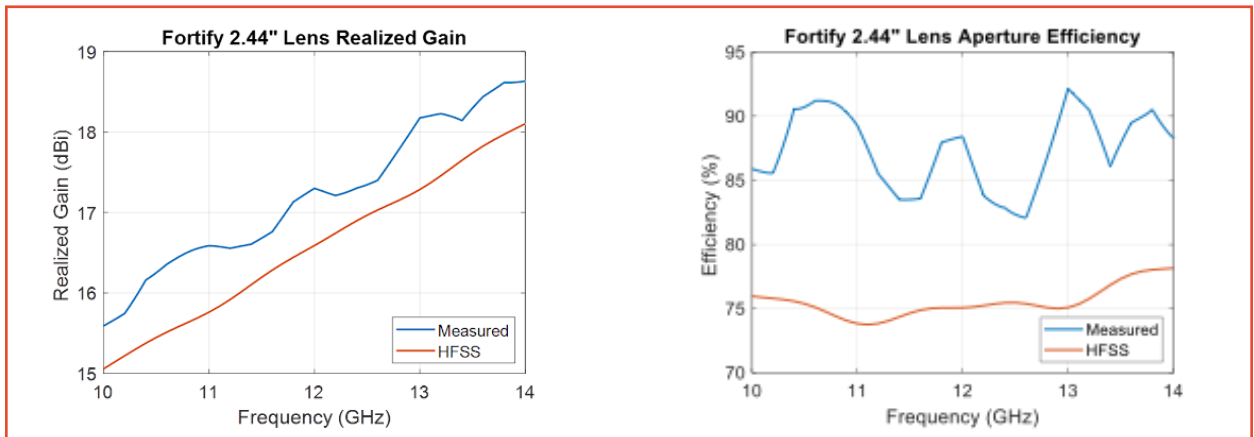 Fortify 2.44" Lens Realized Gain
19
18
17
16
15
Realized Gain (dBi)
10 11 12 13 14
Frequency (GHz)
Measured
HFSS
Fortify 2.44" Lens Aperture Efficiency
95
90
85
80
75
70
Efficiency (%)
10 11 12 13 14
Frequency (GHz)
Measured
HFSS